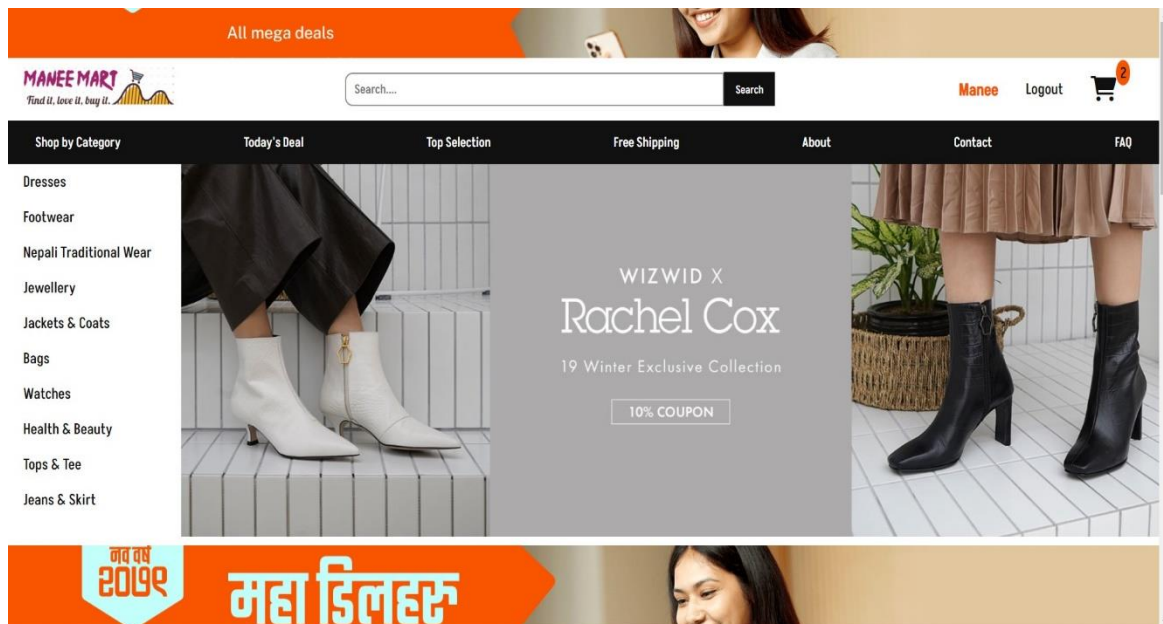 All mega deals
MANEE MART
Find it, love it, buy it.
Search....
Search
Manee
Logout
2
Shop by Category
Today's Deal
Top Selection
Free Shipping
About
Contact
FAQ
Dresses
Footwear
Nepali Traditional Wear
Jewellery
Jackets & Coats
Bags
Watches
Health & Beauty
Tops & Tee
Jeans & Skirt
WIZWID X
Rachel Cox
19 Winter Exclusive Collection
10% COUPON
नव वर्ष
२०७९
महा डिलहरु